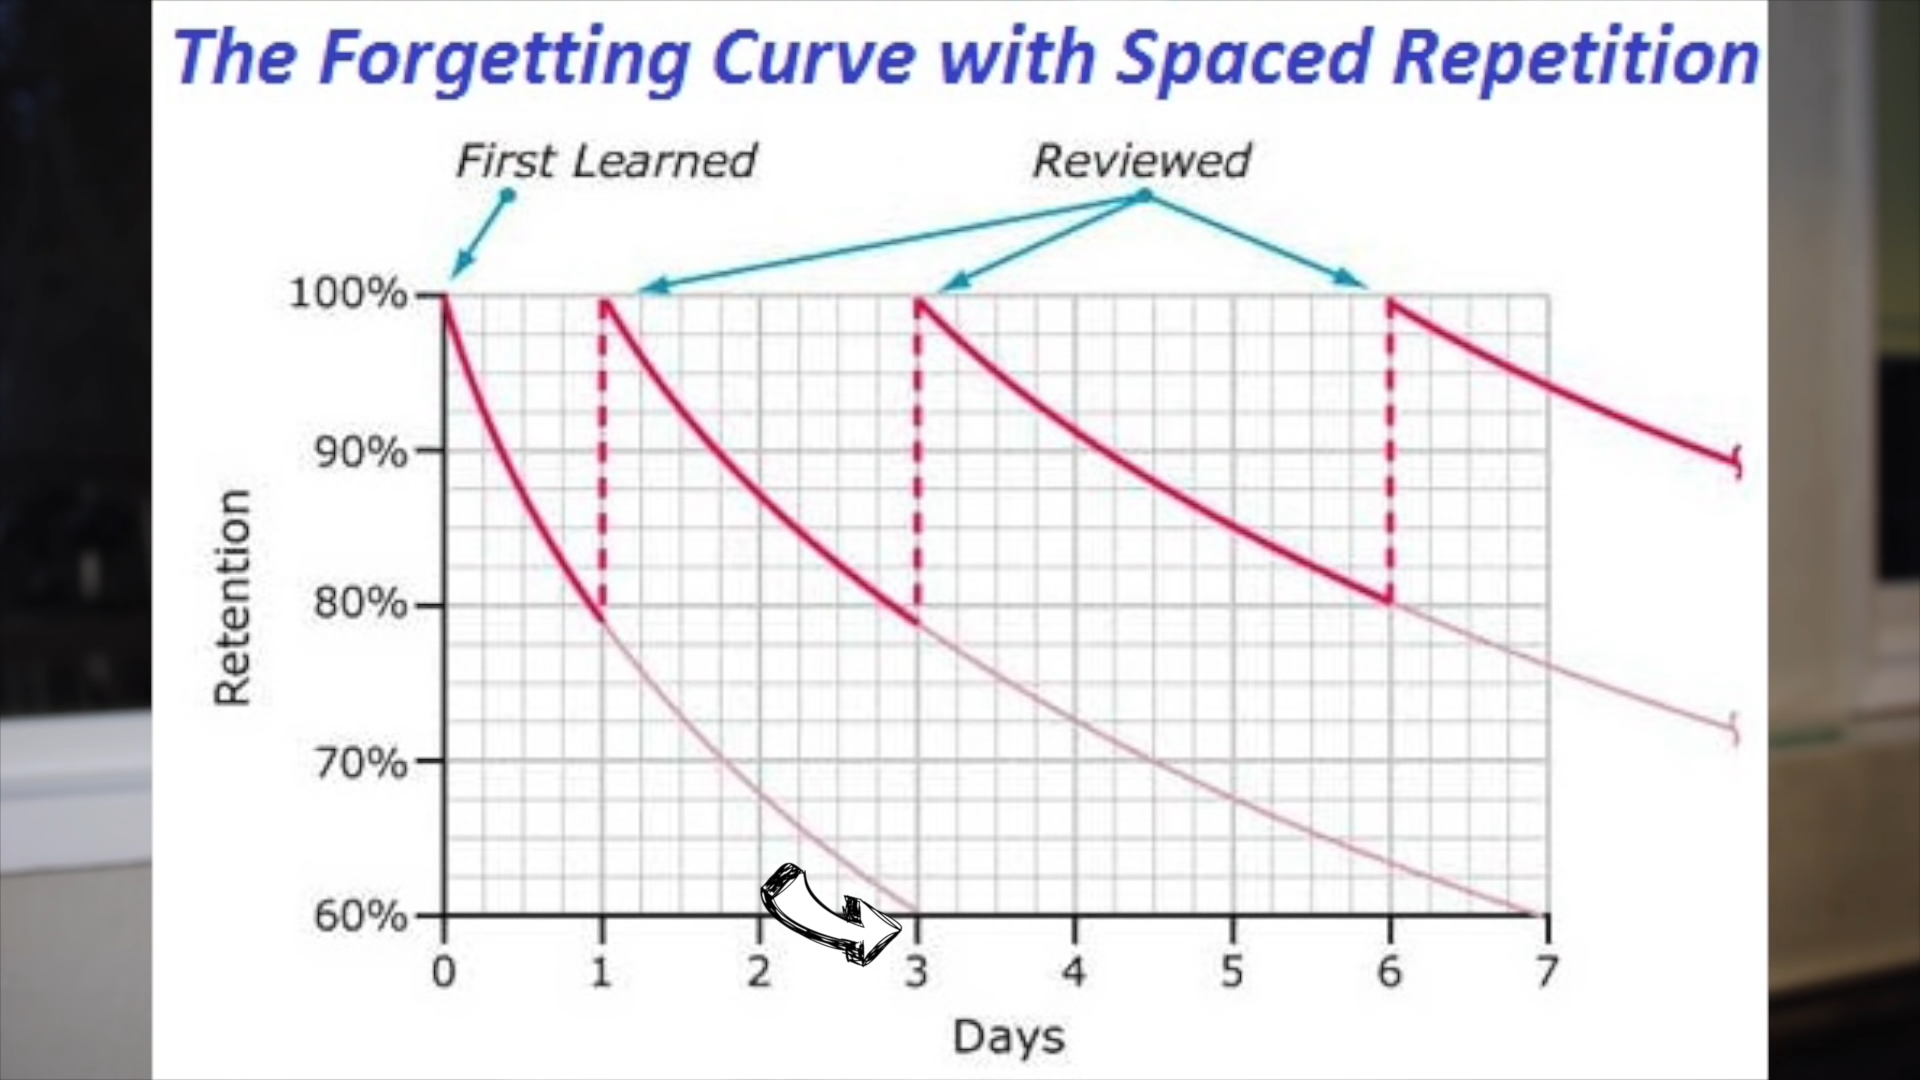 The Forgetting Curve with Spaced Repetition
First Learned
Reviewed
100%
90%
80%
70%
60%
Retention
0 1 2 3 4 5 6 7
Days